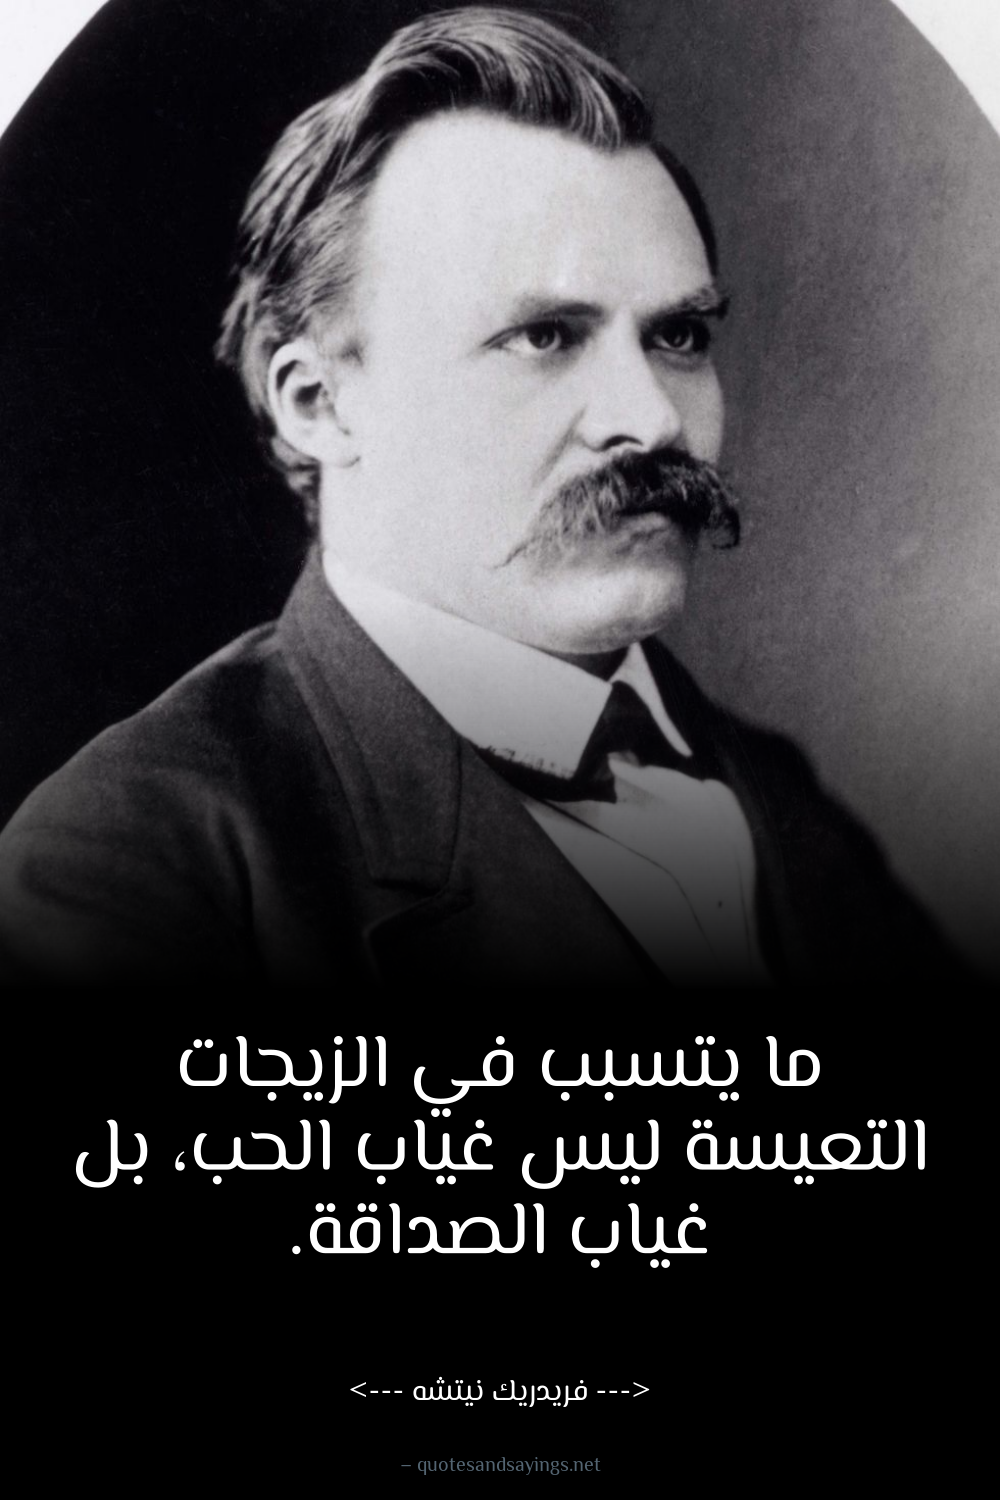 ما يتسبب في الزيجات
التعيسة ليس غياب الحب، بل
غياب الصداقة.
<--- فريدريك نيتشه --->
– quotesandsayings.net